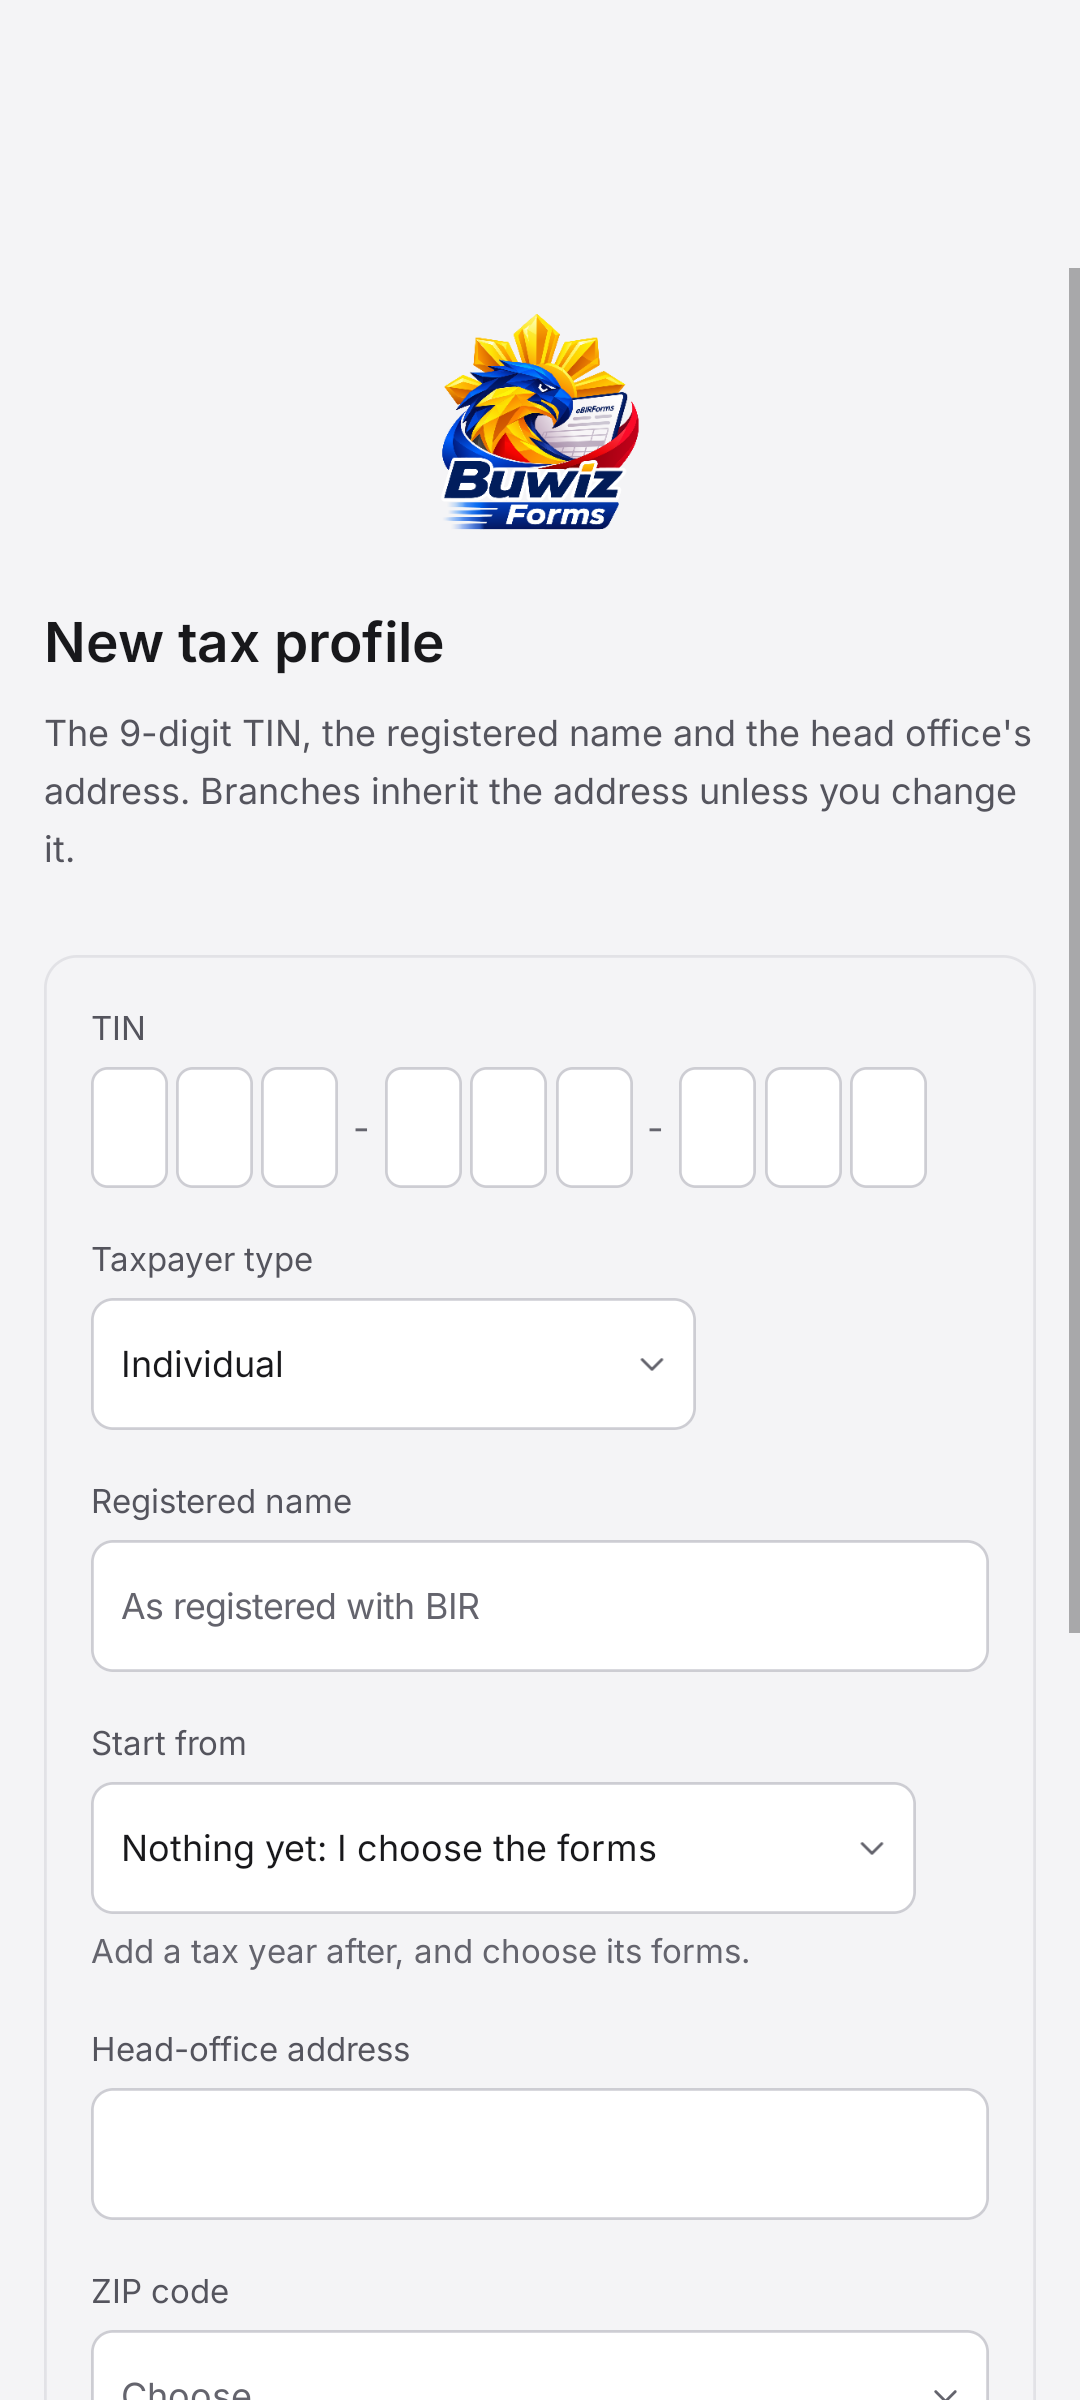 eBIRForms
Buwiz
Forms
New tax profile
The 9-digit TIN, the registered name and the head office's
address. Branches inherit the address unless you change
it.
TIN
- -
Taxpayer type
Individual
Registered name
As registered with BIR
Start from
Nothing yet: I choose the forms
Add a tax year after, and choose its forms.
Head-office address
ZIP code
Choose